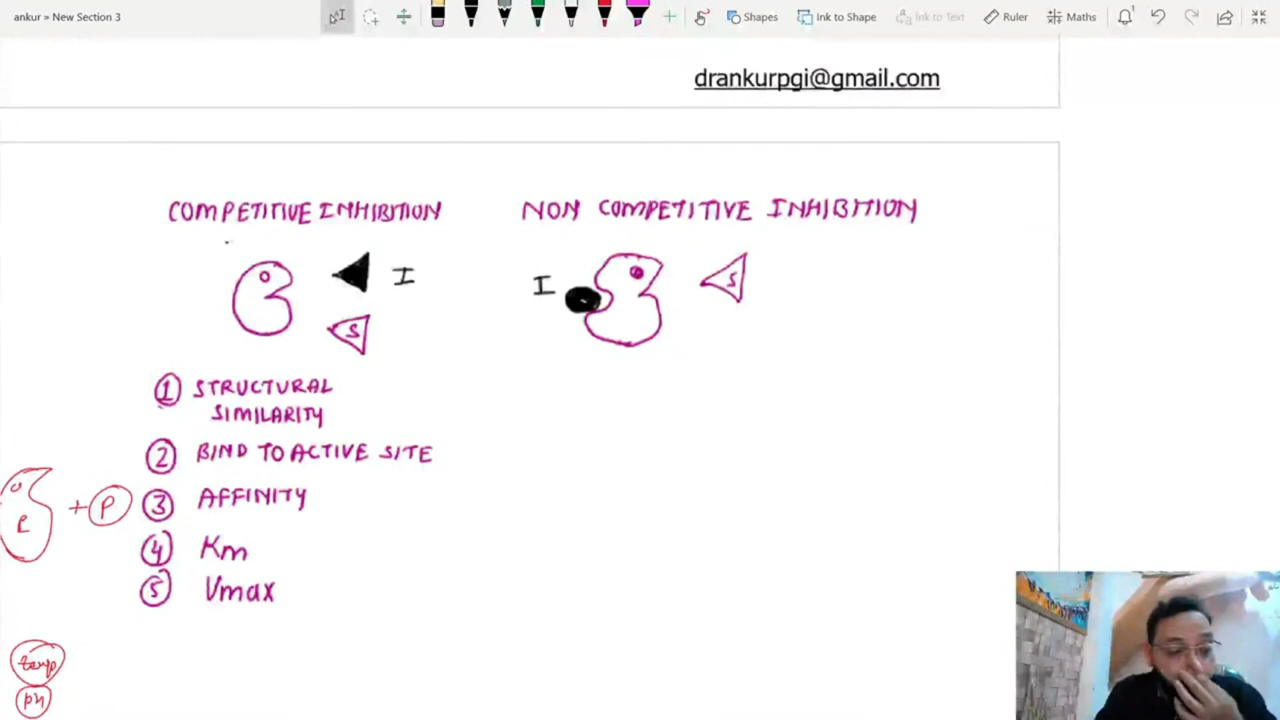 ankur » New Section 3
Shapes
Ink to Shape
Ink to Text
Ruler
Maths
drankurpgi@gmail.com
COMPETITIVE INHIBITION
NON COMPETITIVE INHIBITION
I
S
I
S
1 STRUCTURAL
SIMILARITY
2 BIND TO ACTIVE SITE
3 AFFINITY
+ P
4 Km
5 Vmax
temp
pH